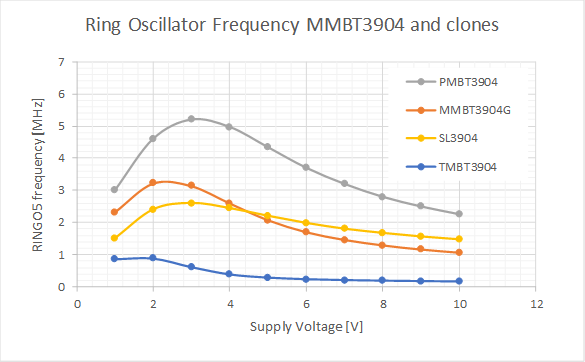 Ring Oscillator Frequency MMBT3904 and clones
7
6
5
4
3
2
1
0
RINGO5 frequency [MHz]
PMBT3904
MMBT3904G
SL3904
TMBT3904
0 2 4 6 8 10 12
Supply Voltage [V]